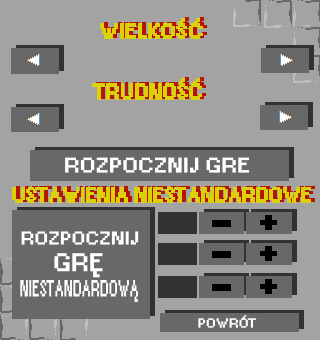 WIELKOŚĆ
TRUDNOŚĆ
ROZPOCZNIJ GRE
USTAWIENIA NIESTANDARDOWE
ROZPOCZNIJ
GRĘ
NIESTANDARDOWĄ
- +
- +
- +
POWRÓT